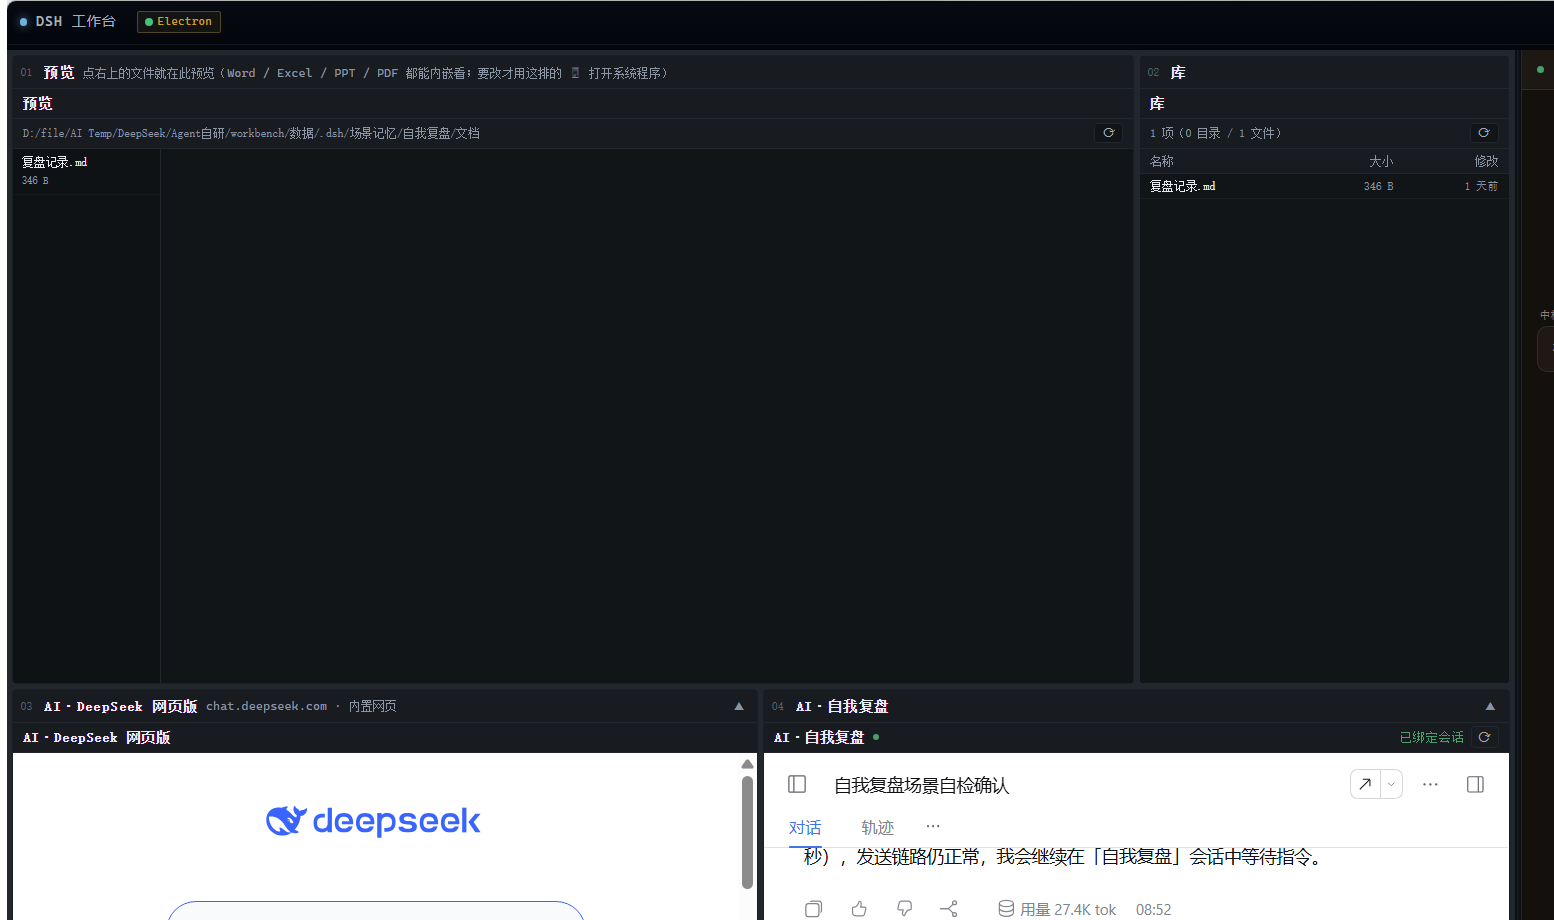 DSH 工作台 Electron
01 预览 点右上的文件就在此预览（Word / Excel / PPT / PDF 都能内嵌看；要改才用这排的 打开系统程序）
预览
D:/file/AI Temp/DeepSeek/Agent自研/workbench/数据/.dsh/场景记忆/自我复盘/文档
复盘记录.md
346 B
02 库
库
1 项（0 目录 / 1 文件）
名称 大小 修改
复盘记录.md 346 B 1 天前
03 AI·DeepSeek 网页版 chat.deepseek.com · 内置网页
AI·DeepSeek 网页版
deepseek
04 AI·自我复盘
AI·自我复盘 已绑定会话
自我复盘场景自检确认
对话 轨迹 ···
秒），发送链路仍正常，我会继续在「自我复盘」会话中等待指令。
用量 27.4K tok 08:52